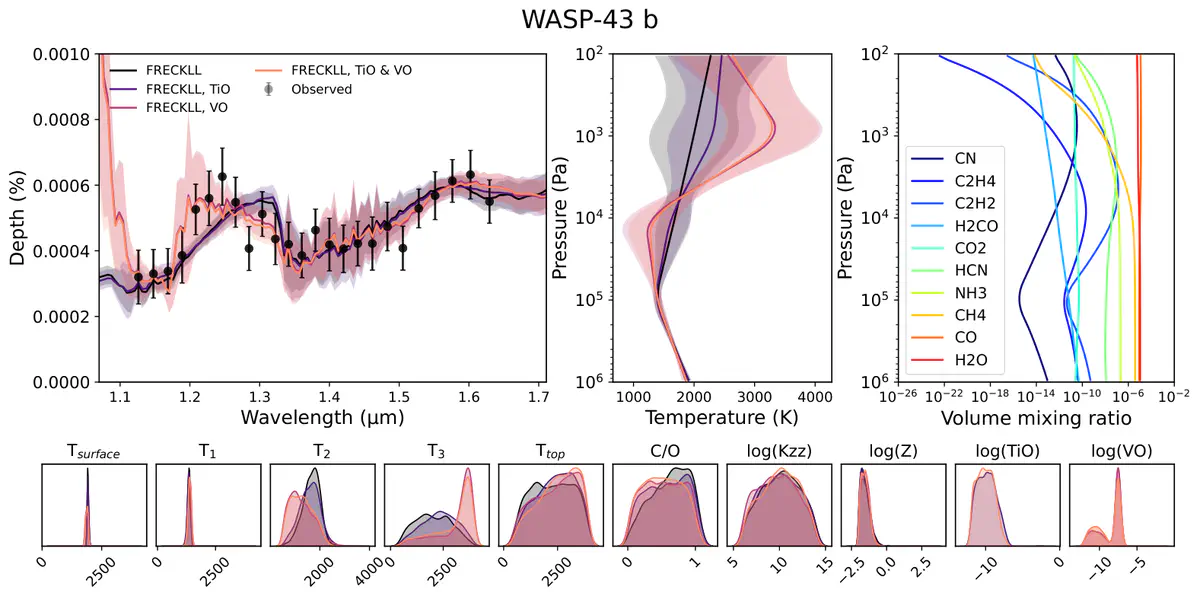 WASP-43 b
FRECKLL
FRECKLL, TiO
FRECKLL, VO
FRECKLL, TiO & VO
Observed
0.0010
0.0008
0.0006
0.0004
0.0002
0.0000
Depth (%)
1.1 1.2 1.3 1.4 1.5 1.6 1.7
Wavelength (μm)
10² 10³ 10⁴ 10⁵ 10⁶
Pressure (Pa)
1000 2000 3000 4000
Temperature (K)
10² 10³ 10⁴ 10⁵ 10⁶
Pressure (Pa)
CN
C2H4
C2H2
H2CO
CO2
HCN
NH3
CH4
CO
H2O
10⁻²⁶ 10⁻²² 10⁻¹⁸ 10⁻¹⁴ 10⁻¹⁰ 10⁻⁶ 10⁻²
Volume mixing ratio
T_surface T₁ T₂ T₃ T_top C/O log(Kzz) log(Z) log(TiO) log(VO)
0 2500 0 2500 2000 4000 0 2500 0 2500 0 1 5 10 15 −2.5 0.0 2.5 −10 0 −10 −5